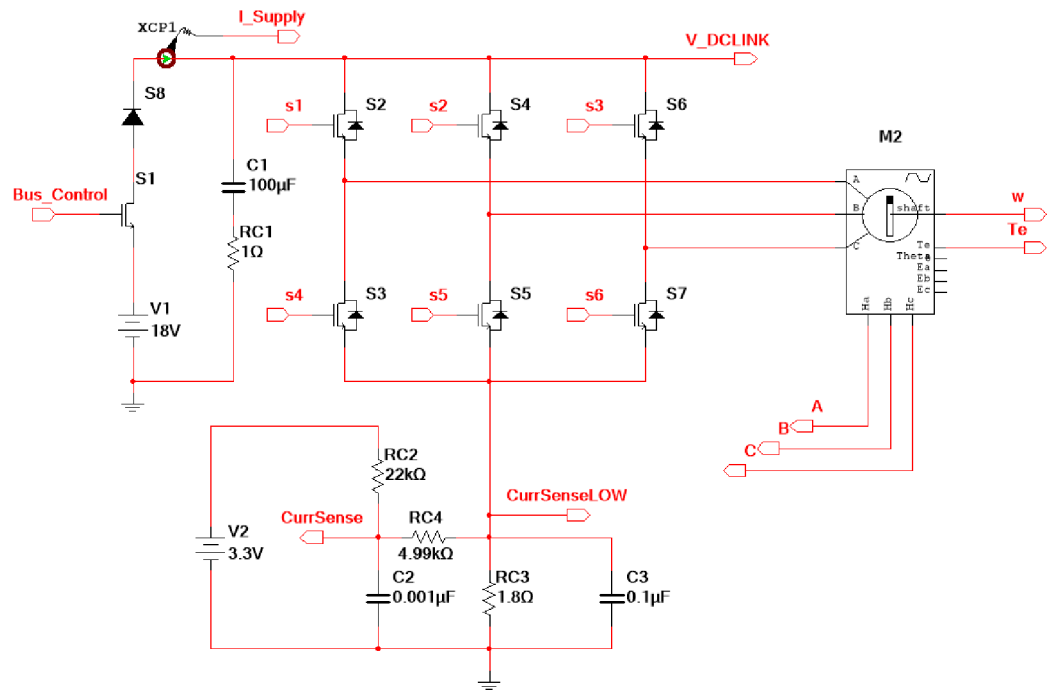 I_Supply
XCP1
V_DCLINK
S8
s1
S2
s2
S4
s3
S6
M2
C1
100µF
S1
Bus_Control
RC1
1Ω
A
B
C
shaft
w
Te
Te
Theta
e
Ea
Eb
Ec
s4
S3
s5
S5
s6
S7
V1
18V
Ha
Hb
Hc
A
B
C
RC2
22kΩ
CurrSenseLOW
CurrSense
RC4
4.99kΩ
V2
3.3V
C2
0.001µF
RC3
1.8Ω
C3
0.1µF